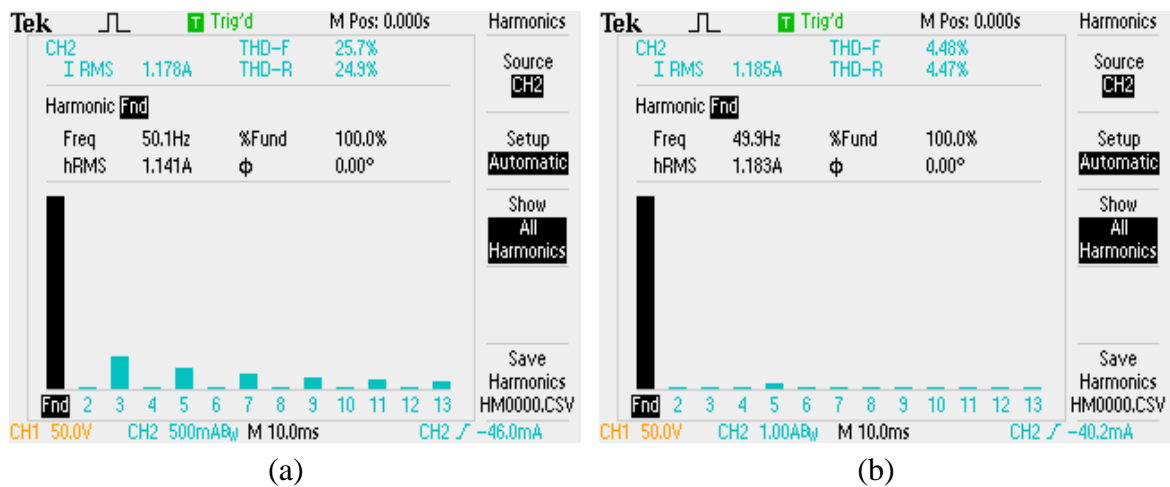 Tek T Trig'd M Pos: 0.000s Harmonics
CH2 THD-F 25.7%
I RMS 1.178A THD-R 24.9%
Source
CH2
Harmonic Fnd
Freq 50.1Hz %Fund 100.0%
hRMS 1.141A Φ 0.00°
Setup
Automatic
Show
All
Harmonics
Save
Harmonics
HM0000.CSV
Fnd 2 3 4 5 6 7 8 9 10 11 12 13
CH1 50.0V CH2 500mABW M 10.0ms CH2 -46.0mA
(a)
Tek T Trig'd M Pos: 0.000s Harmonics
CH2 THD-F 4.48%
I RMS 1.185A THD-R 4.47%
Source
CH2
Harmonic Fnd
Freq 49.9Hz %Fund 100.0%
hRMS 1.183A Φ 0.00°
Setup
Automatic
Show
All
Harmonics
Save
Harmonics
HM0000.CSV
Fnd 2 3 4 5 6 7 8 9 10 11 12 13
CH1 50.0V CH2 1.00ABW M 10.0ms CH2 -40.2mA
(b)